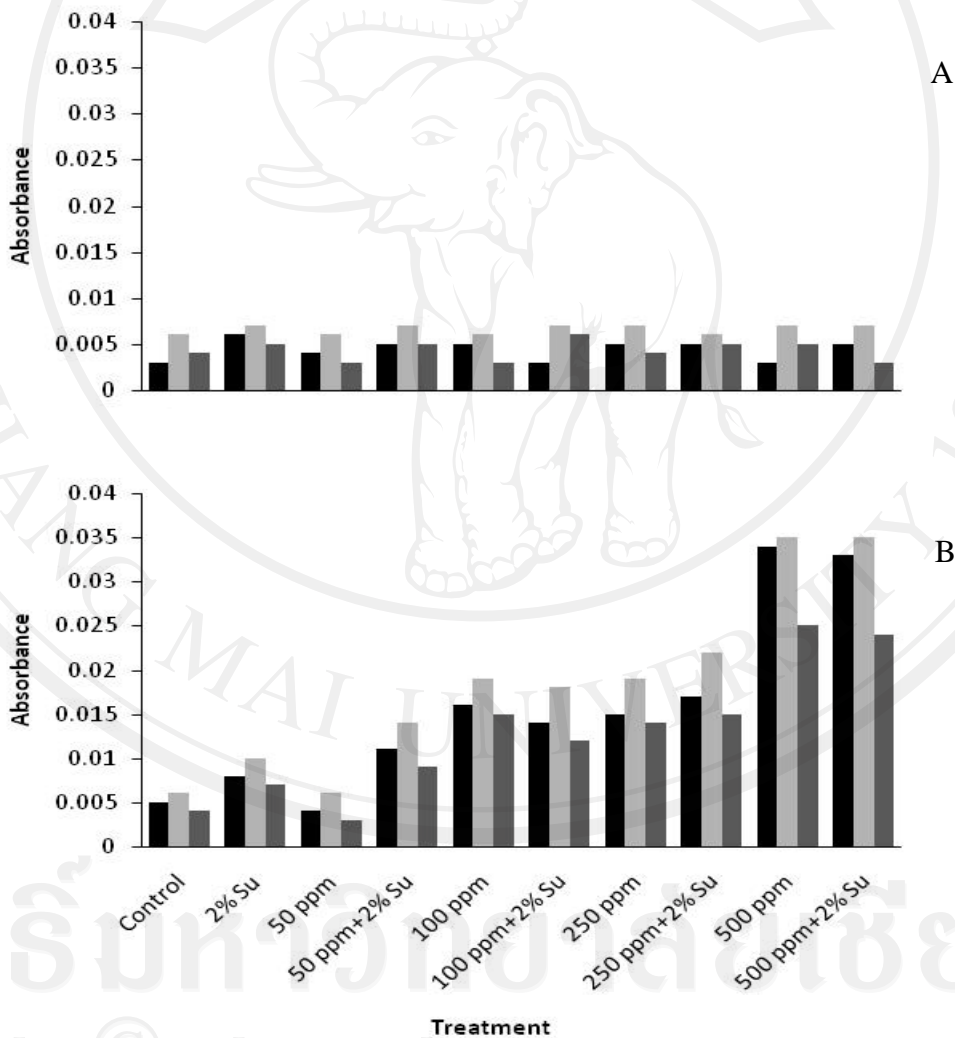 0.04
0.035
A
0.03
0.025
0.02
0.015
0.01
0.005
0
Absorbance
0.04
0.035
B
0.03
0.025
0.02
0.015
0.01
0.005
0
Absorbance
Control
2% Su
50 ppm
50 ppm+2% Su
100 ppm
100 ppm+2% Su
250 ppm
250 ppm+2% Su
500 ppm
500 ppm+2% Su
Treatment
MAI UNIVERSITY